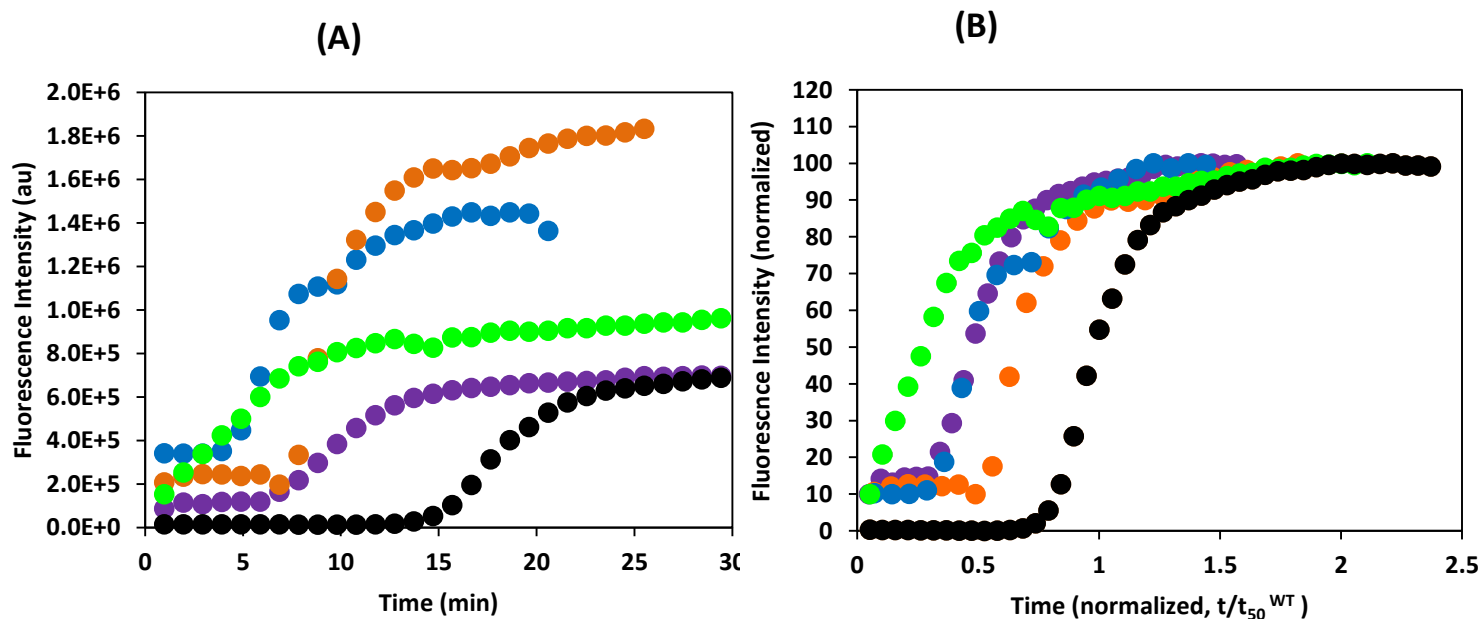 (A)
Fluorescence Intensity (au)
2.0E+6
1.8E+6
1.6E+6
1.4E+6
1.2E+6
1.0E+6
8.0E+5
6.0E+5
4.0E+5
2.0E+5
0.0E+0
0 5 10 15 20 25 30
Time (min)
(B)
Fluorescnce Intensity (normalized)
120
110
100
90
80
70
60
50
40
30
20
10
0
0 0.5 1 1.5 2 2.5
Time (normalized, t/t50 WT )